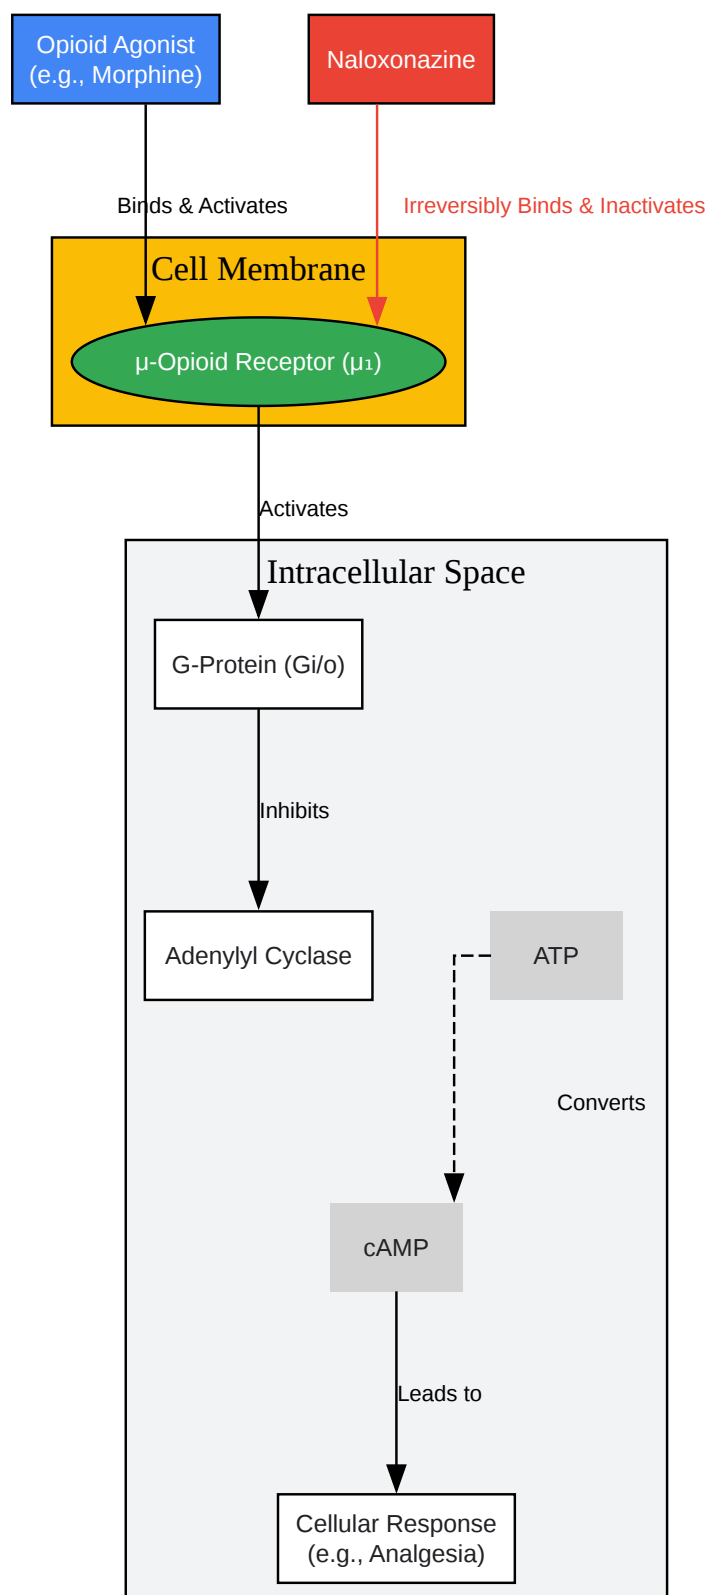 Opioid Agonist
(e.g., Morphine)
Naloxonazine
Binds & Activates
Irreversibly Binds & Inactivates
Cell Membrane
μ-Opioid Receptor (μ₁)
Activates
Intracellular Space
G-Protein (Gi/o)
Inhibits
Adenylyl Cyclase
ATP
Converts
cAMP
Leads to
Cellular Response
(e.g., Analgesia)